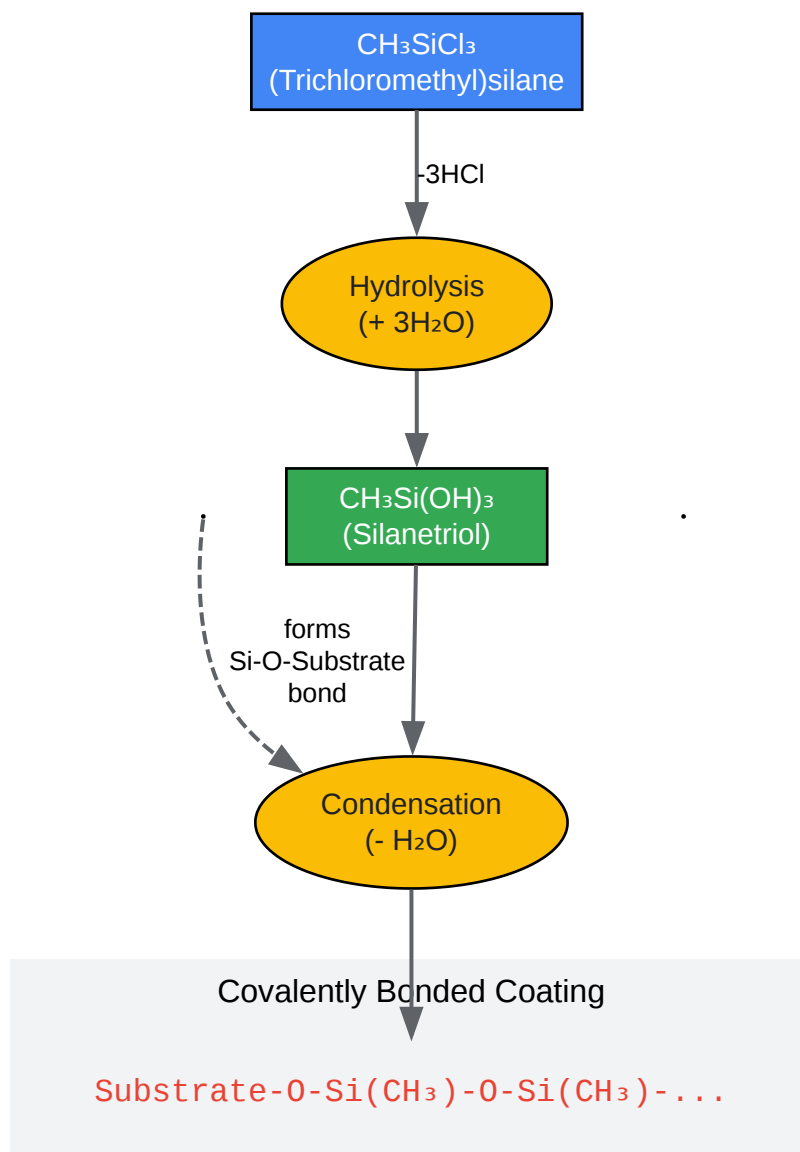 CH₃SiCl₃
(Trichloromethyl)silane
-3HCl
Hydrolysis
(+ 3H₂O)
CH₃Si(OH)₃
(Silanetriol)
forms
Si-O-Substrate
bond
Condensation
(- H₂O)
Covalently Bonded Coating
Substrate-O-Si(CH₃)-O-Si(CH₃)-...